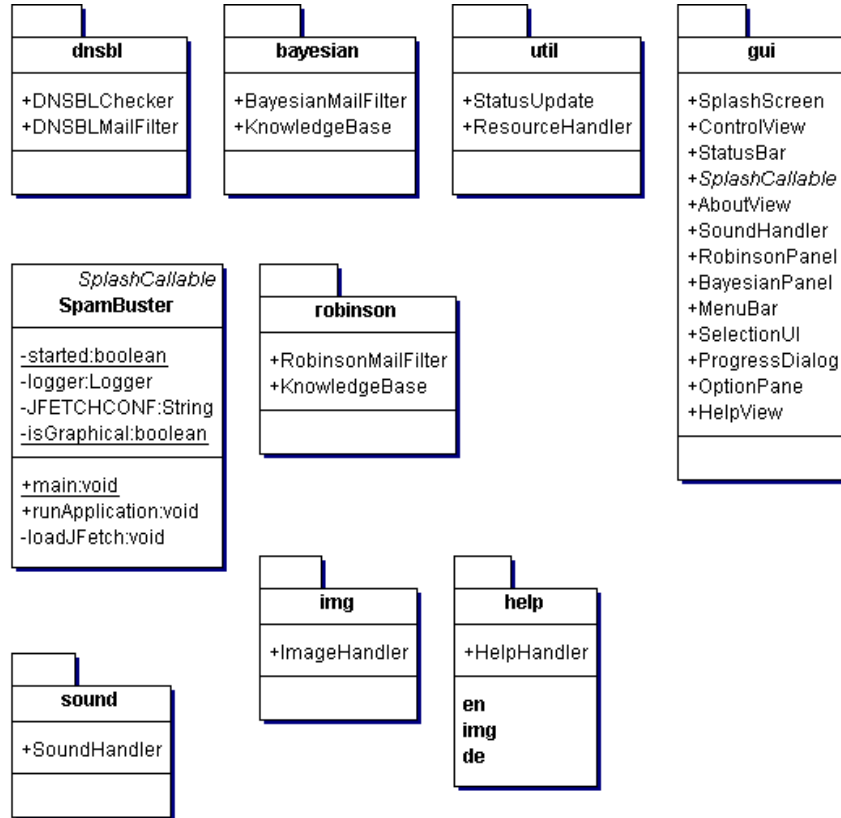 dnsbl
+DNSBLChecker
+DNSBLMailFilter
bayesian
+BayesianMailFilter
+KnowledgeBase
util
+StatusUpdate
+ResourceHandler
gui
+SplashScreen
+ControlView
+StatusBar
+SplashCallable
+AboutView
+SoundHandler
+RobinsonPanel
+BayesianPanel
+MenuBar
+SelectionUI
+ProgressDialog
+OptionPane
+HelpView
SplashCallable
SpamBuster
-started:boolean
-logger:Logger
-JFETCHCONF:String
-isGraphical:boolean
+main:void
+runApplication:void
-loadJFetch:void
robinson
+RobinsonMailFilter
+KnowledgeBase
img
+ImageHandler
help
+HelpHandler
en
img
de
sound
+SoundHandler